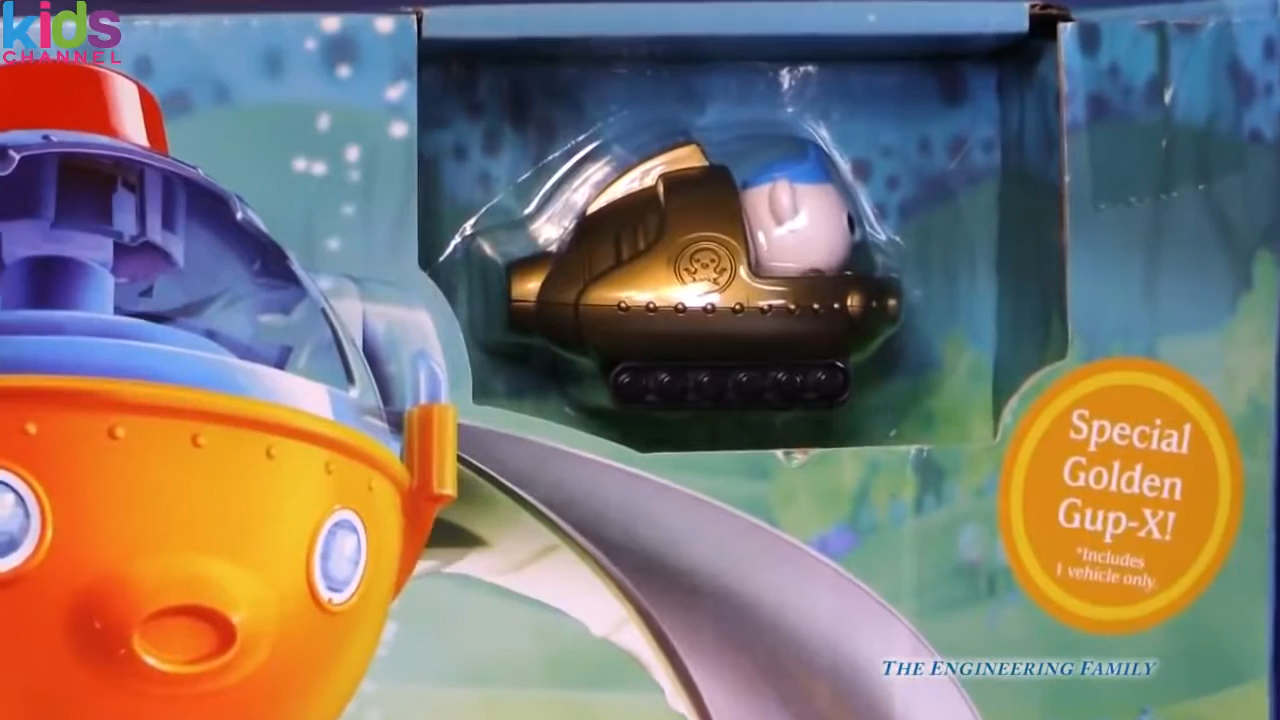 kids
CHANNEL
Special
Golden
Gup-X!
*Includes
1 vehicle only.
THE ENGINEERING FAMILY